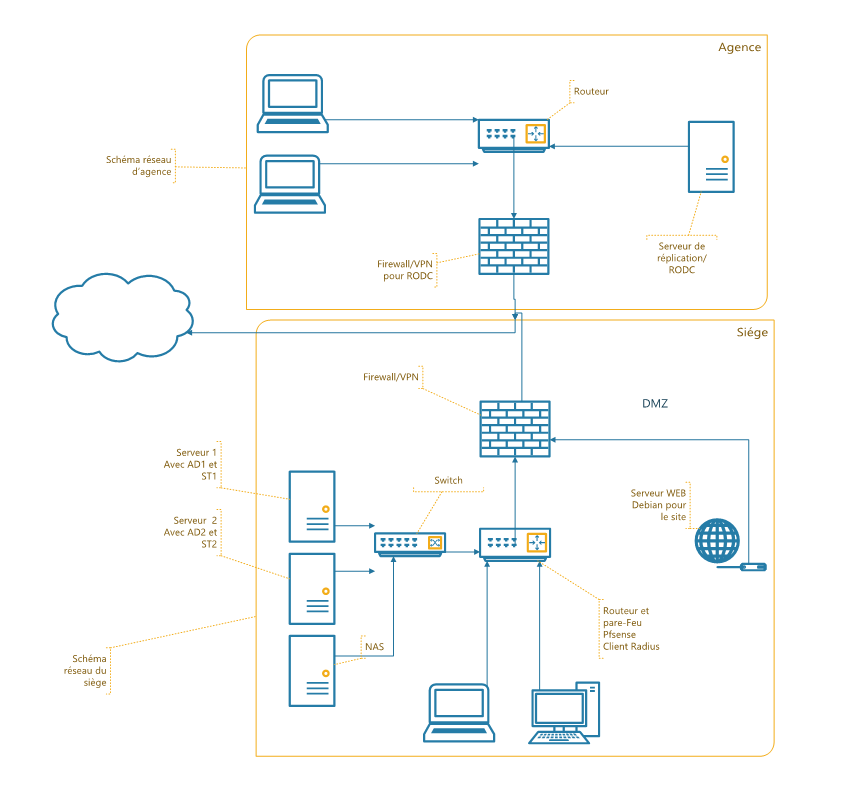 Agence
Routeur
Schéma réseau
d'agence
Serveur de
réplication/
RODC
Firewall/VPN
pour RODC
Siége
Firewall/VPN
DMZ
Serveur 1
Avec AD1 et
ST1
Switch
Serveur WEB
Debian pour
le site
Serveur 2
Avec AD2 et
ST2
Routeur et
pare-Feu
Pfsense
Client Radius
NAS
Schéma
réseau du
siège